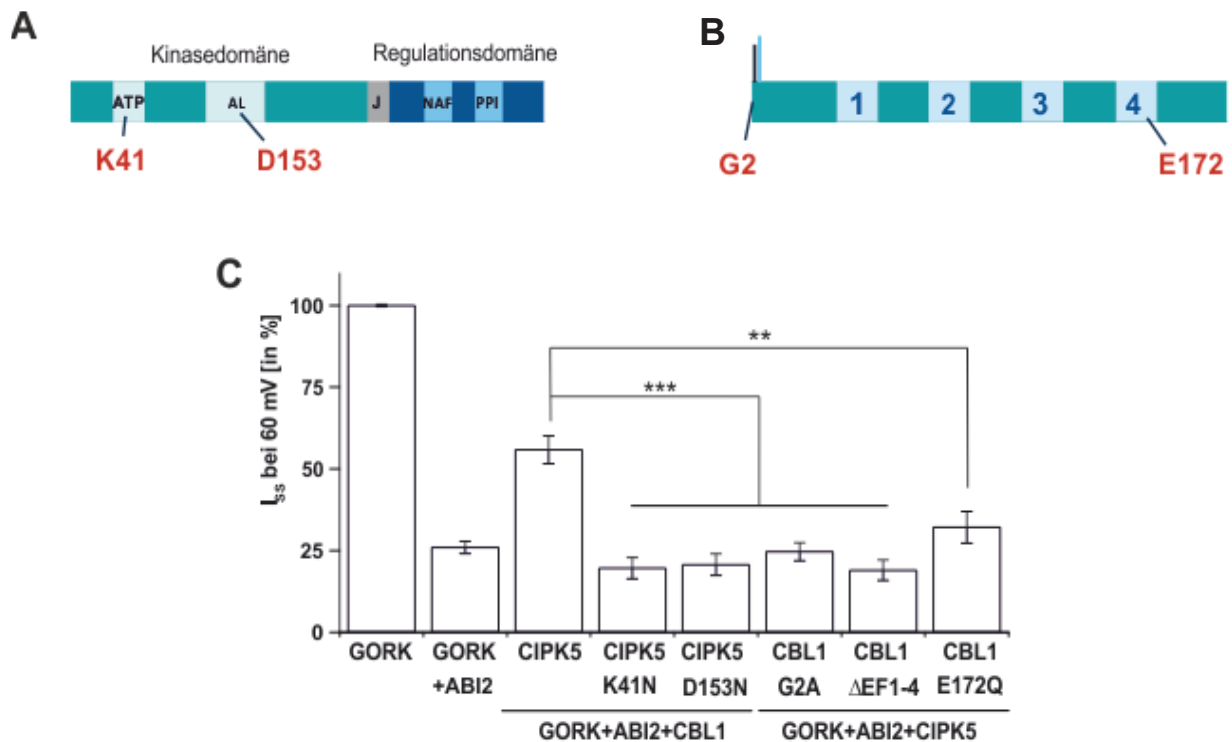 A
Kinasedomäne Regulationsdomäne
ATP AL J NAF PPI
K41 D153
B
1 2 3 4
G2 E172
C
I_ss bei 60 mV [in %]
100
75
50
25
0
**
***
GORK GORK CIPK5 CIPK5 CIPK5 CBL1 CBL1 CBL1
+ABI2 K41N D153N G2A ΔEF1-4 E172Q
GORK+ABI2+CBL1 GORK+ABI2+CIPK5